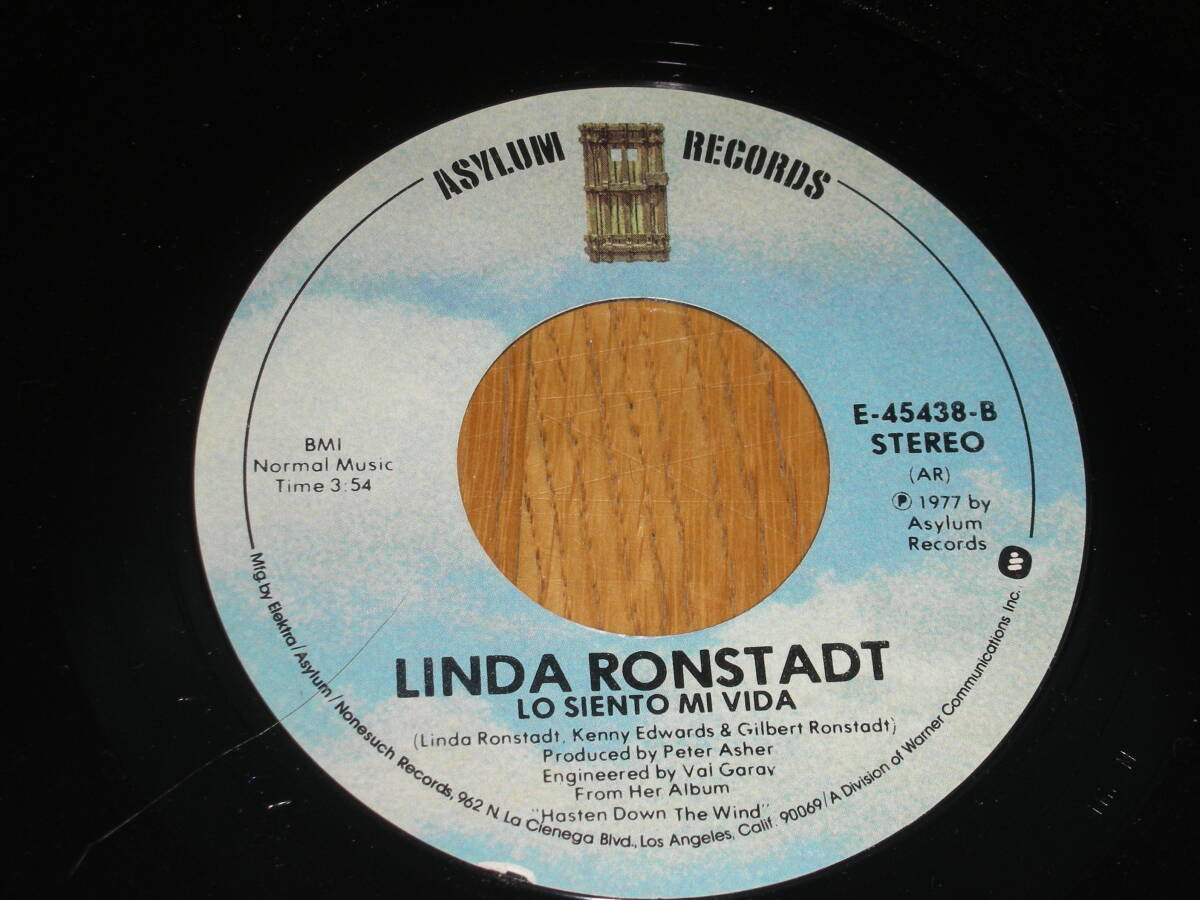 ASYLUM RECORDS
BMI
Normal Music
Time 3:54
E-45438-B
STEREO
(AR)
Ⓟ 1977 by
Asylum
Records
LINDA RONSTADT
LO SIENTO MI VIDA
(Linda Ronstadt, Kenny Edwards & Gilbert Ronstadt)
Produced by Peter Asher
Engineered by Val Garay
From Her Album
"Hasten Down The Wind"
Mfg. by Elektra/Asylum/Nonesuch Records, 962 N. La Cienega Blvd., Los Angeles, Calif. 90069/A Division of Warner Communications Inc.